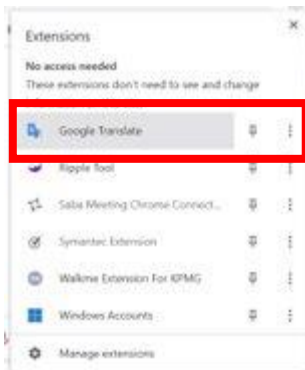 Extensions
No access needed
These extensions don't need to see and change
Google Translate
Ripple Tool
Saba Meeting Chrome Connect...
Symantec Extension
Walkme Extension For KPMG
Windows Accounts
Manage extensions